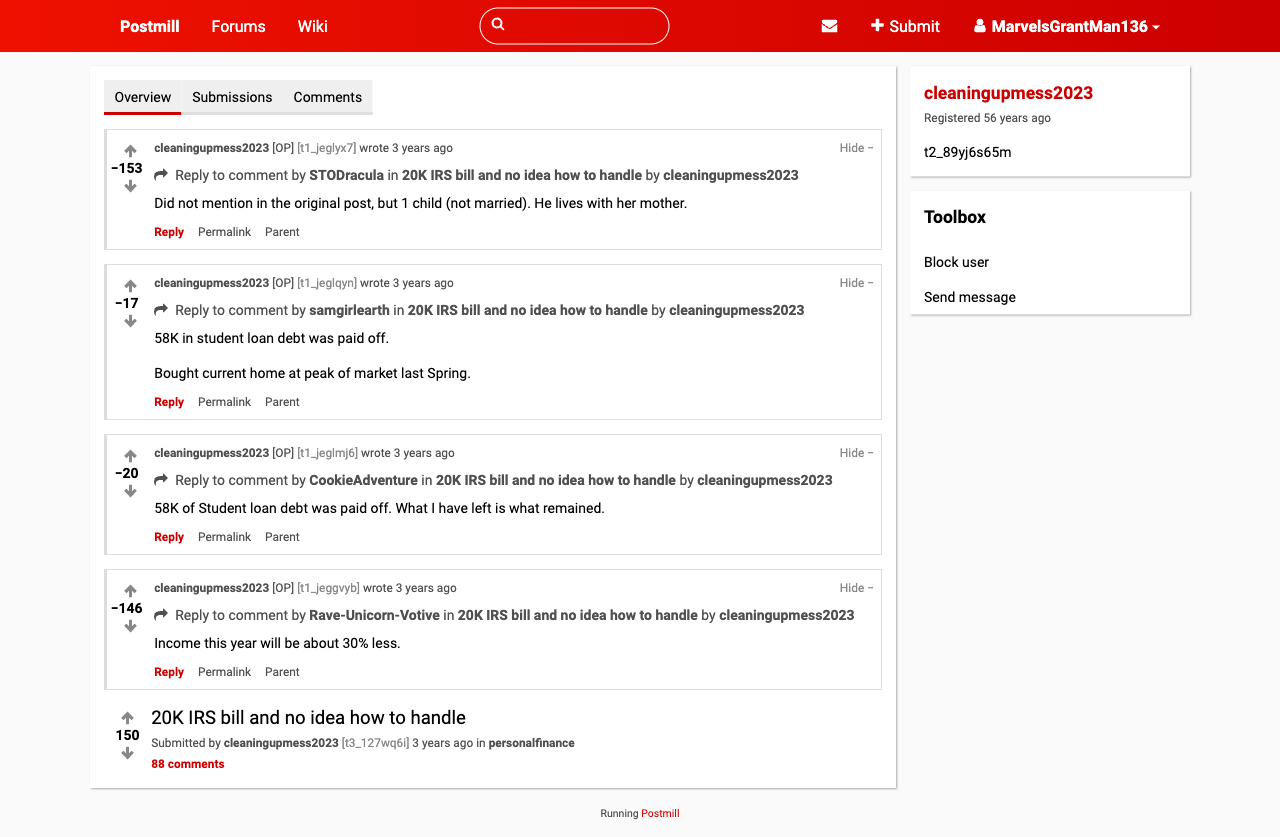 Postmill Forums Wiki Submit MarvelsGrantMan136
Overview Submissions Comments
−153
cleaningupmess2023 [OP] [t1_jeglyx7] wrote 3 years ago Hide −
Reply to comment by STODracula in 20K IRS bill and no idea how to handle by cleaningupmess2023
Did not mention in the original post, but 1 child (not married). He lives with her mother.
Reply Permalink Parent
−17
cleaningupmess2023 [OP] [t1_jeglqyn] wrote 3 years ago Hide −
Reply to comment by samgirlearth in 20K IRS bill and no idea how to handle by cleaningupmess2023
58K in student loan debt was paid off.
Bought current home at peak of market last Spring.
Reply Permalink Parent
−20
cleaningupmess2023 [OP] [t1_jeglmj6] wrote 3 years ago Hide −
Reply to comment by CookieAdventure in 20K IRS bill and no idea how to handle by cleaningupmess2023
58K of Student loan debt was paid off. What I have left is what remained.
Reply Permalink Parent
−146
cleaningupmess2023 [OP] [t1_jeggvyb] wrote 3 years ago Hide −
Reply to comment by Rave-Unicorn-Votive in 20K IRS bill and no idea how to handle by cleaningupmess2023
Income this year will be about 30% less.
Reply Permalink Parent
150
20K IRS bill and no idea how to handle
Submitted by cleaningupmess2023 [t3_127wq6i] 3 years ago in personalfinance
88 comments
cleaningupmess2023
Registered 56 years ago
t2_89yj6s65m
Toolbox
Block user
Send message
Running Postmill